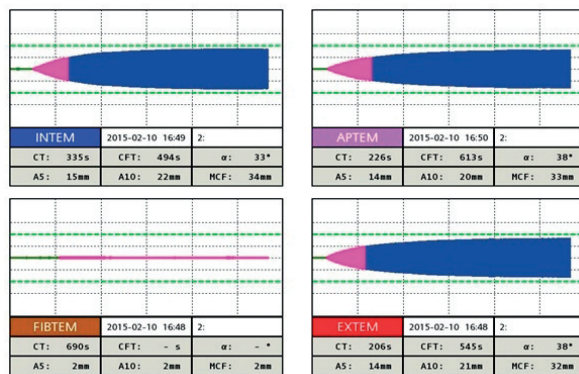 INTEM 2015-02-10 16:49 2:
CT: 335s CFT: 494s α: 33°
A5: 15mm A10: 22mm MCF: 34mm
APTEM 2015-02-10 16:50 2:
CT: 226s CFT: 613s α: 38°
A5: 14mm A10: 20mm MCF: 33mm
FIBTEM 2015-02-10 16:48 2:
CT: 690s CFT: - s α: - °
A5: 2mm A10: 2mm MCF: 2mm
EXTEM 2015-02-10 16:48 2:
CT: 206s CFT: 545s α: 38°
A5: 14mm A10: 21mm MCF: 32mm